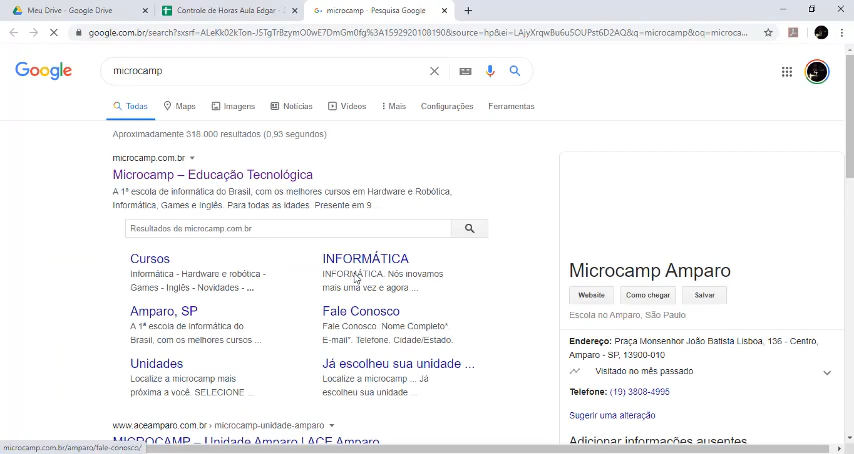 Meu Drive - Google Drive
Controle de Horas Aula Edgar - 
microcamp - Pesquisa Google
google.com.br/search?sxsrf=ALeKk02kTon-J5TgTrBzymO0wE7DmGm0fg%3A1592920108190&source=hp&ei=LAjyXrqwBu6u5OUPst6D2AQ&q=microcamp&oq=microca...
Google
microcamp
Todas Maps Imagens Notícias Vídeos Mais Configurações Ferramentas
Aproximadamente 318.000 resultados (0,93 segundos)
microcamp.com.br
Microcamp – Educação Tecnológica
A 1ª escola de informática do Brasil, com os melhores cursos em Hardware e Robótica,
Informática, Games e Inglês. Para todas as idades. Presente em 9 ...
Resultados de microcamp.com.br
Cursos
Informática - Hardware e robótica -
Games - Inglês - Novidades - ...
INFORMÁTICA
INFORMÁTICA. Nós inovamos
mais uma vez e agora ...
Amparo, SP
A 1ª escola de informática do
Brasil, com os melhores cursos ...
Fale Conosco
Fale Conosco. Nome Completo*.
E-mail*. Telefone. Cidade/Estado.
Unidades
Localize a microcamp mais
próxima a você. SELECIONE ...
Já escolheu sua unidade ...
Localize a microcamp ... Já
escolheu sua unidade ...
www.aceamparo.com.br › microcamp-unidade-amparo
MICROCAMP – Unidade Amparo | ACE Amparo
Microcamp Amparo
Website Como chegar Salvar
Escola no Amparo, São Paulo
Endereço: Praça Monsenhor João Batista Lisboa, 136 - Centro,
Amparo - SP, 13900-010
Visitado no mês passado
Telefone: (19) 3808-4995
Sugerir uma alteração
Adicionar informações ausentes
microcamp.com.br/amparo/fale-conosco/